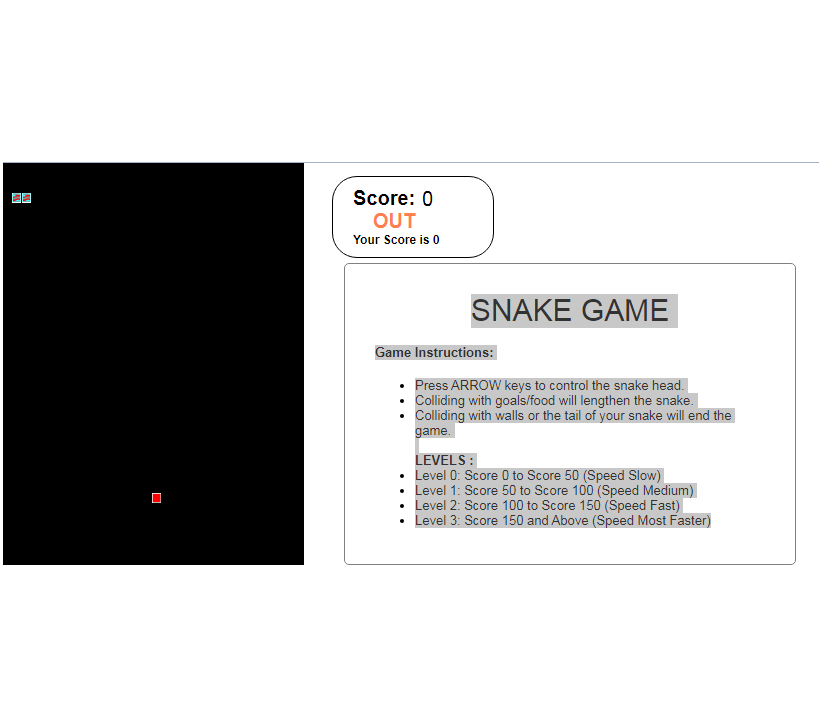 Score: 0
OUT
Your Score is 0
SNAKE GAME
Game Instructions:
Press ARROW keys to control the snake head.
Colliding with goals/food will lengthen the snake.
Colliding with walls or the tail of your snake will end the
game.
LEVELS :
Level 0: Score 0 to Score 50 (Speed Slow)
Level 1: Score 50 to Score 100 (Speed Medium)
Level 2: Score 100 to Score 150 (Speed Fast)
Level 3: Score 150 and Above (Speed Most Faster)